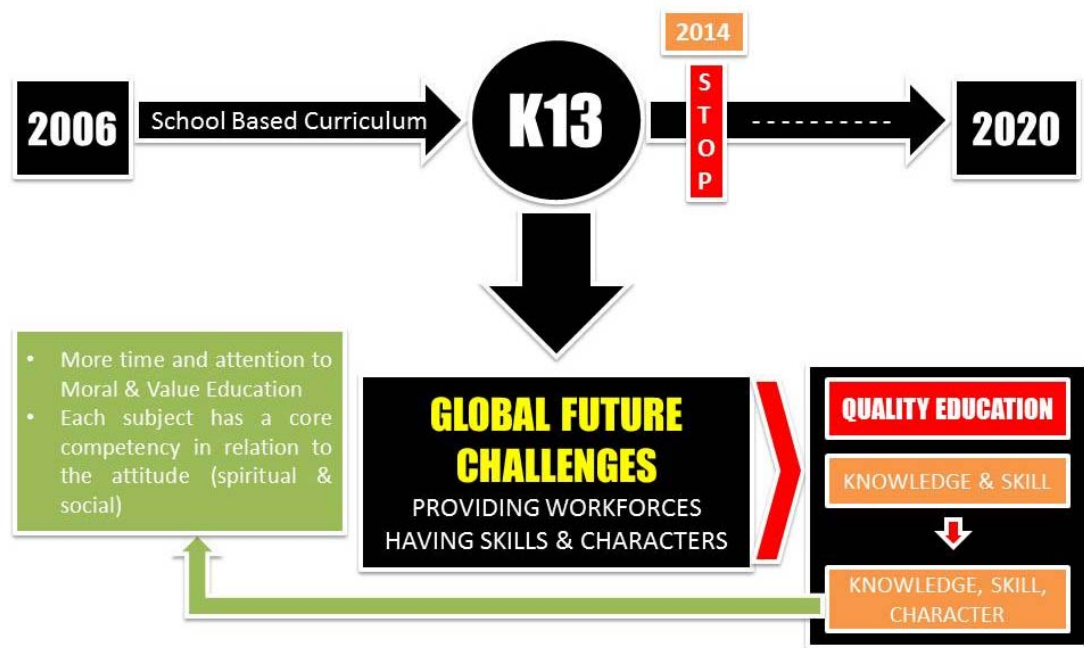 2014
2006
School Based Curriculum
K13
S
T
O
P
----------
2020
• More time and attention to
Moral & Value Education
• Each subject has a core
competency in relation to
the attitude (spiritual &
social)
GLOBAL FUTURE
CHALLENGES
PROVIDING WORKFORCES
HAVING SKILLS & CHARACTERS
QUALITY EDUCATION
KNOWLEDGE & SKILL
KNOWLEDGE, SKILL,
CHARACTER